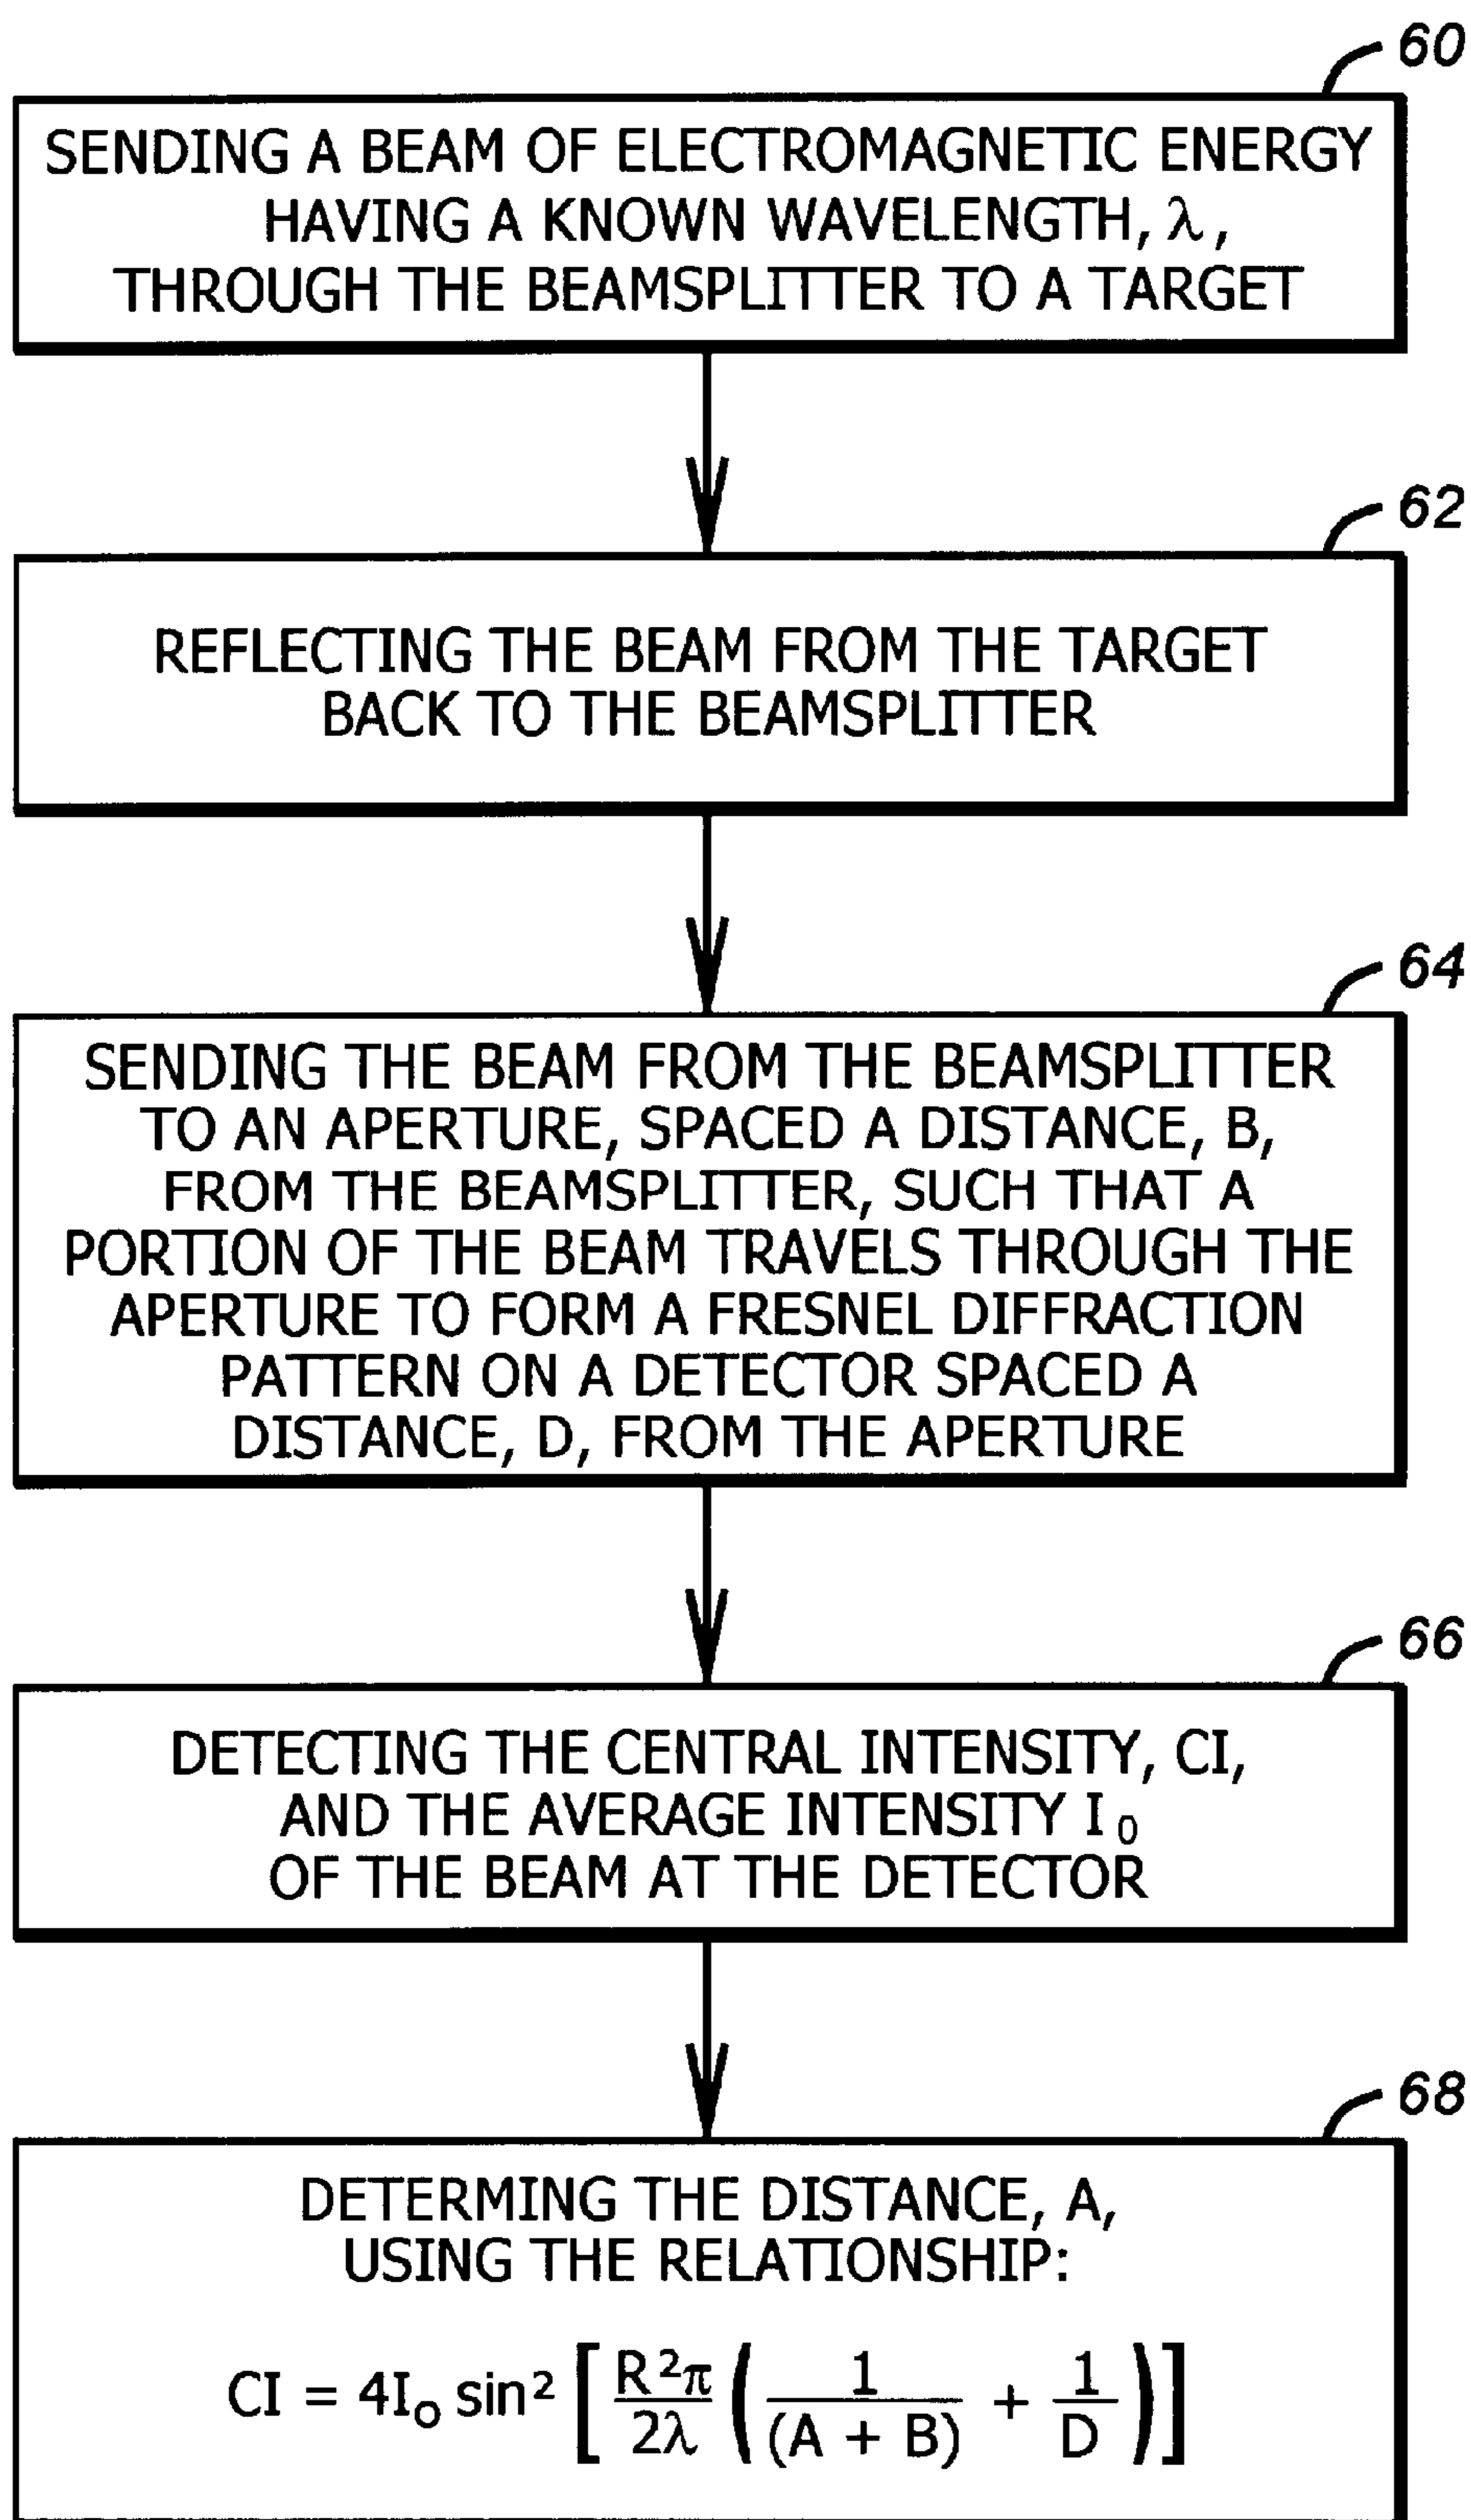 60
SENDING A BEAM OF ELECTROMAGNETIC ENERGY
HAVING A KNOWN WAVELENGTH, λ,
THROUGH THE BEAMSPLITTER TO A TARGET
62
REFLECTING THE BEAM FROM THE TARGET
BACK TO THE BEAMSPLITTER
64
SENDING THE BEAM FROM THE BEAMSPLITTER
TO AN APERTURE, SPACED A DISTANCE, B,
FROM THE BEAMSPLITTER, SUCH THAT A
PORTION OF THE BEAM TRAVELS THROUGH THE
APERTURE TO FORM A FRESNEL DIFFRACTION
PATTERN ON A DETECTOR SPACED A
DISTANCE, D, FROM THE APERTURE
66
DETECTING THE CENTRAL INTENSITY, CI,
AND THE AVERAGE INTENSITY I₀
OF THE BEAM AT THE DETECTOR
68
DETERMING THE DISTANCE, A,
USING THE RELATIONSHIP:
CI = 4I₀ sin² [ R²π/2λ ( 1/(A + B) + 1/D ) ]